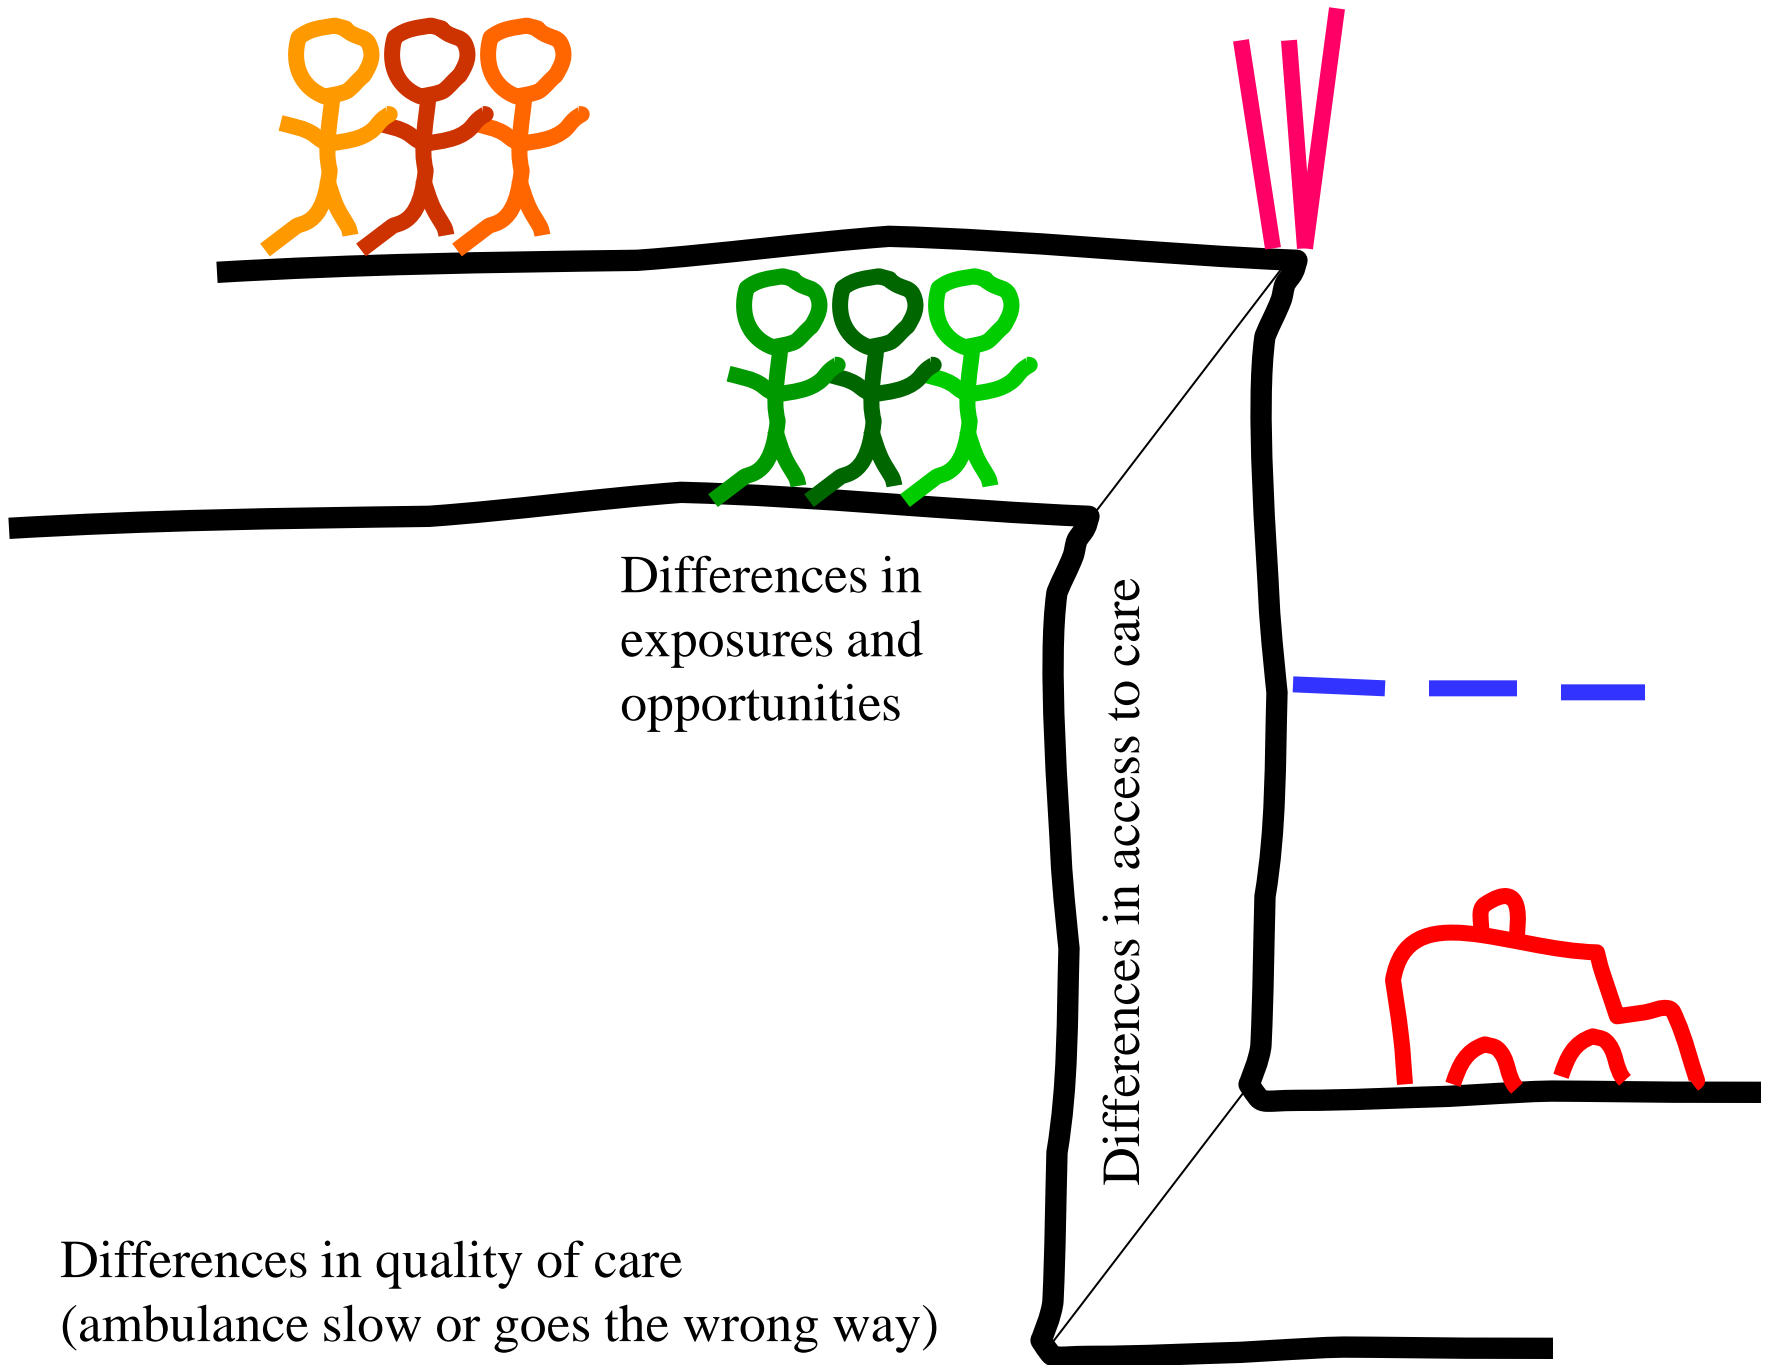 Differences in
exposures and
opportunities
Differences in access to care
Differences in quality of care
(ambulance slow or goes the wrong way)